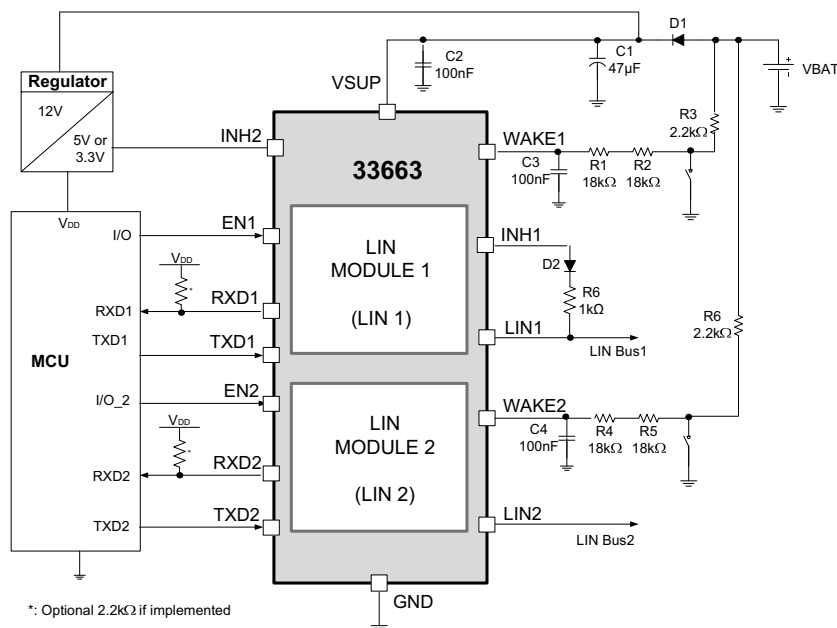 D1
C2
100nF
C1
47µF
VBAT
Regulator
VSUP
12V
5V or
3.3V
INH2
R3
2.2kΩ
WAKE1
33663
C3
100nF
R1
18kΩ
R2
18kΩ
VDD
I/O
EN1
LIN
MODULE 1
(LIN 1)
INH1
D2
R6
1kΩ
VDD
*
RXD1
RXD1
R6
2.2kΩ
TXD1
TXD1
LIN1
LIN Bus1
MCU
I/O_2
EN2
LIN
MODULE 2
(LIN 2)
WAKE2
C4
100nF
R4
18kΩ
R5
18kΩ
VDD
*
RXD2
RXD2
TXD2
TXD2
LIN2
LIN Bus2
GND
*: Optional 2.2kΩ if implemented